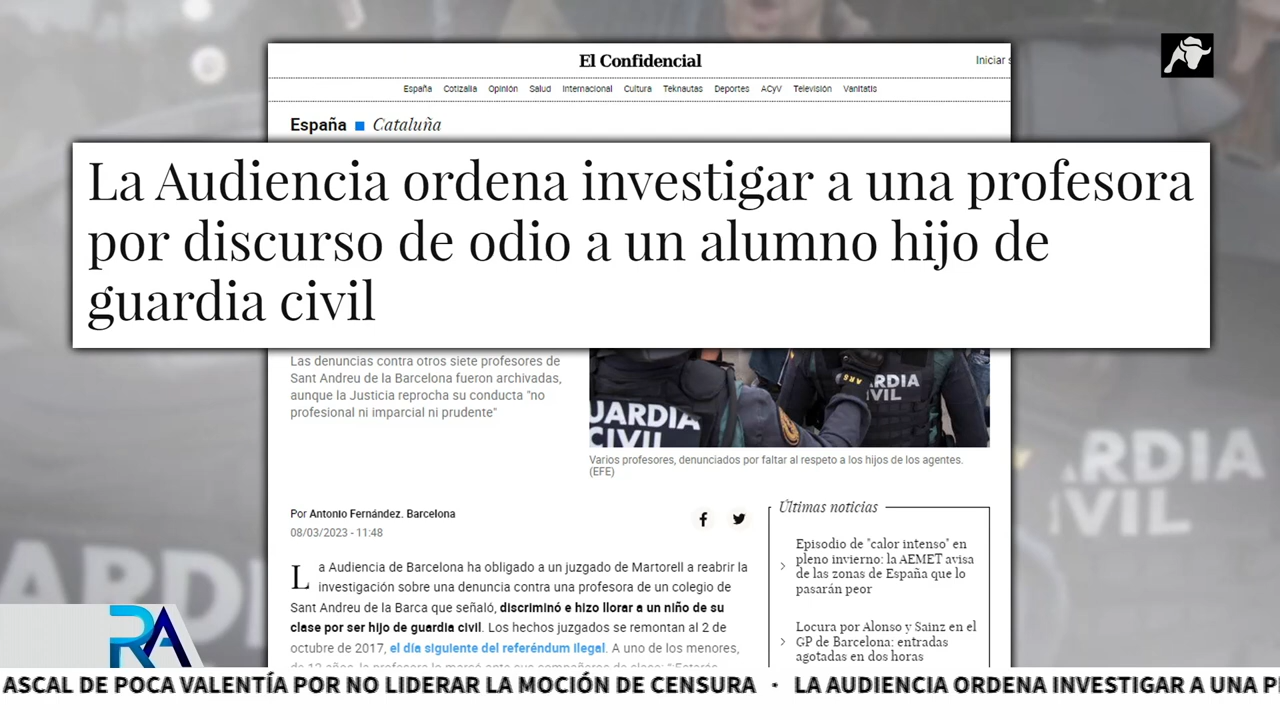 El Confidencial
Iniciar
España Cotizalia Opinión Salud Internacional Cultura Teknautas Deportes ACyV Televisión Vanitatis
España Cataluña
La Audiencia ordena investigar a una profesora
por discurso de odio a un alumno hijo de
guardia civil
Las denuncias contra otros siete profesores de
Sant Andreu de la Barcelona fueron archivadas,
aunque la Justicia reprocha su conducta "no
profesional ni imparcial ni prudente"
GUARDIA
CIVIL
GUARDIA
CIVIL
Varios profesores, denunciados por faltar al respeto a los hijos de los agentes.
(EFE)
Por Antonio Fernández. Barcelona
08/03/2023 - 11:48
La Audiencia de Barcelona ha obligado a un juzgado de Martorell a reabrir la
investigación sobre una denuncia contra una profesora de un colegio de
Sant Andreu de la Barca que señaló, discriminó e hizo llorar a un niño de su
clase por ser hijo de guardia civil. Los hechos juzgados se remontan al 2 de
octubre de 2017, el día siguiente del referéndum ilegal. A uno de los menores,
Últimas noticias
Episodio de "calor intenso" en
pleno invierno: la AEMET avisa
de las zonas de España que lo
pasarán peor
Locura por Alonso y Sainz en el
GP de Barcelona: entradas
agotadas en dos horas
ARDIA
VIL
ARD
RA
ASCAL DE POCA VALENTÍA POR NO LIDERAR LA MOCIÓN DE CENSURA · LA AUDIENCIA ORDENA INVESTIGAR A UNA P